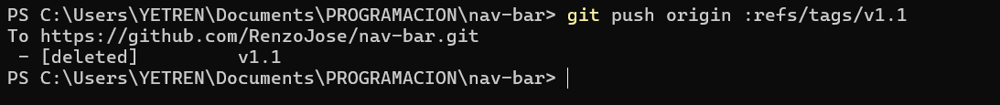 PS C:\Users\YETREN\Documents\PROGRAMACION\nav-bar> git push origin :refs/tags/v1.1
To https://github.com/RenzoJose/nav-bar.git
 - [deleted]         v1.1
PS C:\Users\YETREN\Documents\PROGRAMACION\nav-bar>